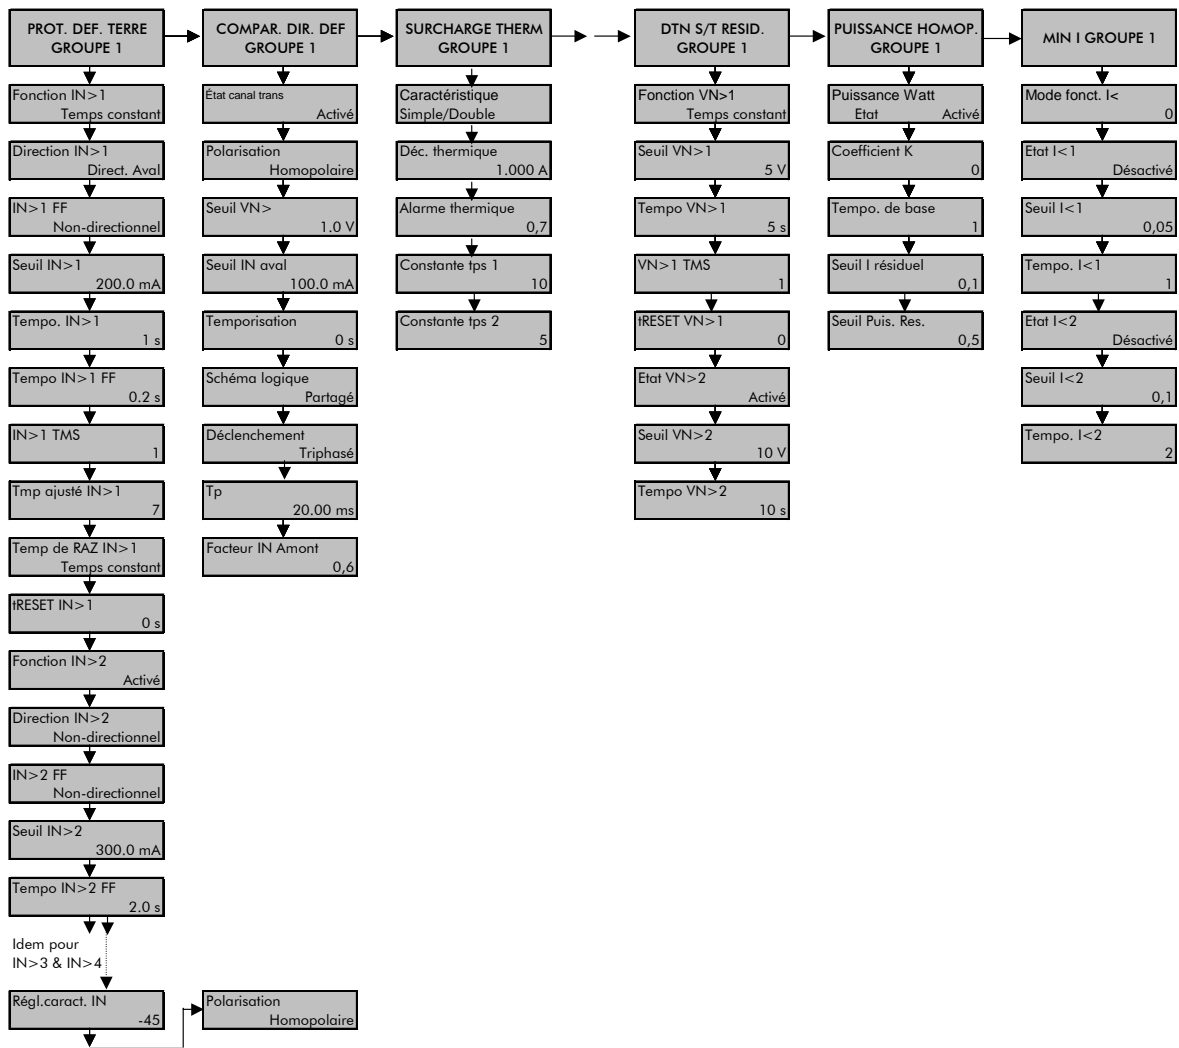 PROT. DEF. TERRE
GROUPE 1
Fonction IN>1
Temps constant
Direction IN>1
Direct. Aval
IN>1 FF
Non-directionnel
Seuil IN>1
200.0 mA
Tempo. IN>1
1 s
Tempo IN>1 FF
0.2 s
IN>1 TMS
1
Tmp ajusté IN>1
7
Temp de RAZ IN>1
Temps constant
tRESET IN>1
0 s
Fonction IN>2
Activé
Direction IN>2
Non-directionnel
IN>2 FF
Non-directionnel
Seuil IN>2
300.0 mA
Tempo IN>2 FF
2.0 s
Idem pour
IN>3 & IN>4
Régl.caract. IN
-45
Polarisation
Homopolaire
COMPAR. DIR. DEF
GROUPE 1
État canal trans
Activé
Polarisation
Homopolaire
Seuil VN>
1.0 V
Seuil IN aval
100.0 mA
Temporisation
0 s
Schéma logique
Partagé
Déclenchement
Triphasé
Tp
20.00 ms
Facteur IN Amont
0,6
SURCHARGE THERM
GROUPE 1
Caractéristique
Simple/Double
Déc. thermique
1.000 A
Alarme thermique
0,7
Constante tps 1
10
Constante tps 2
5
DTN S/T RESID.
GROUPE 1
Fonction VN>1
Temps constant
Seuil VN>1
5 V
Tempo VN>1
5 s
VN>1 TMS
1
tRESET VN>1
0
Etat VN>2
Activé
Seuil VN>2
10 V
Tempo VN>2
10 s
PUISSANCE HOMOP.
GROUPE 1
Puissance Watt
Etat Activé
Coefficient K
0
Tempo. de base
1
Seuil I résiduel
0,1
Seuil Puis. Res.
0,5
MIN I GROUPE 1
Mode fonct. I<
0
Etat I<1
Désactivé
Seuil I<1
0,05
Tempo. I<1
1
Etat I<2
Désactivé
Seuil I<2
0,1
Tempo. I<2
2